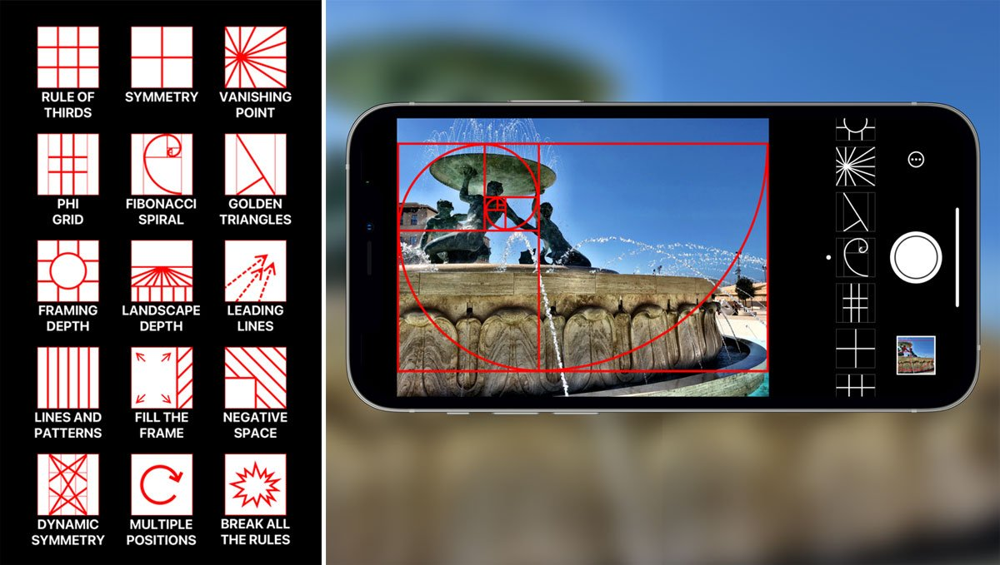 RULE OF
THIRDS
SYMMETRY
VANISHING
POINT
PHI
GRID
FIBONACCI
SPIRAL
GOLDEN
TRIANGLES
FRAMING
DEPTH
LANDSCAPE
DEPTH
LEADING
LINES
LINES AND
PATTERNS
FILL THE
FRAME
NEGATIVE
SPACE
DYNAMIC
SYMMETRY
MULTIPLE
POSITIONS
BREAK ALL
THE RULES